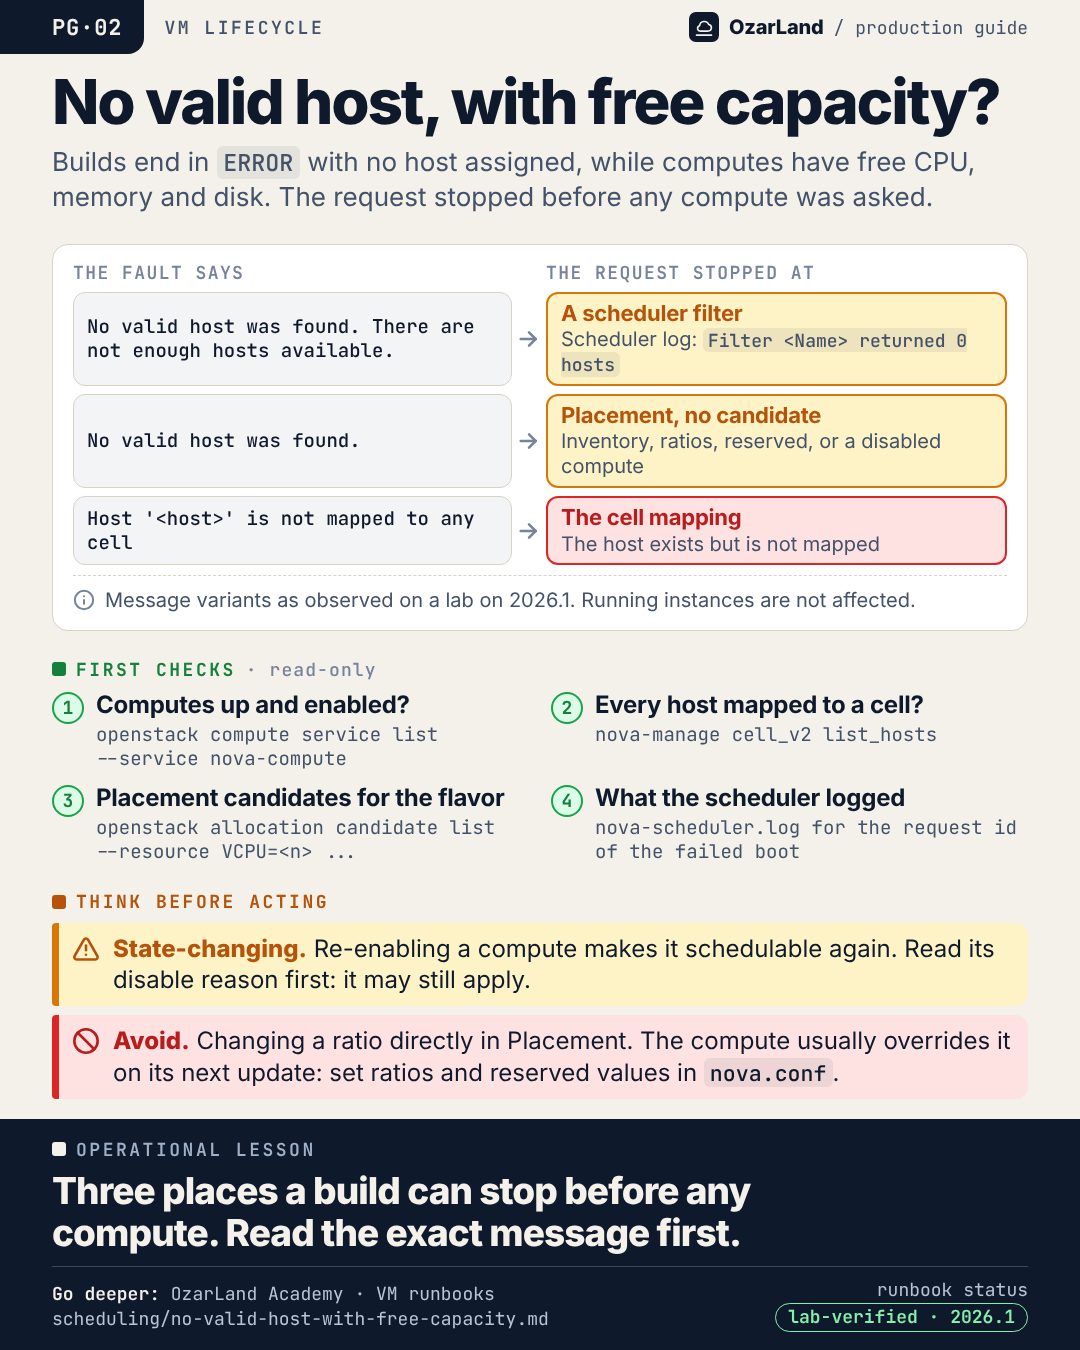 PG·02 VM LIFECYCLE OzarLand / production guide
No valid host, with free capacity?
Builds end in ERROR with no host assigned, while computes have free CPU,
memory and disk. The request stopped before any compute was asked.
THE FAULT SAYS
THE REQUEST STOPPED AT
No valid host was found. There are
not enough hosts available.
→
A scheduler filter
Scheduler log: Filter <Name> returned 0
hosts
No valid host was found.
→
Placement, no candidate
Inventory, ratios, reserved, or a disabled
compute
Host '<host>' is not mapped to any
cell
→
The cell mapping
The host exists but is not mapped
Message variants as observed on a lab on 2026.1. Running instances are not affected.
FIRST CHECKS · read-only
1 Computes up and enabled?
openstack compute service list
--service nova-compute
2 Every host mapped to a cell?
nova-manage cell_v2 list_hosts
3 Placement candidates for the flavor
openstack allocation candidate list
--resource VCPU=<n> ...
4 What the scheduler logged
nova-scheduler.log for the request id
of the failed boot
THINK BEFORE ACTING
State-changing. Re-enabling a compute makes it schedulable again. Read its
disable reason first: it may still apply.
Avoid. Changing a ratio directly in Placement. The compute usually overrides it
on its next update: set ratios and reserved values in nova.conf.
OPERATIONAL LESSON
Three places a build can stop before any
compute. Read the exact message first.
Go deeper: OzarLand Academy · VM runbooks
scheduling/no-valid-host-with-free-capacity.md
runbook status
lab-verified · 2026.1